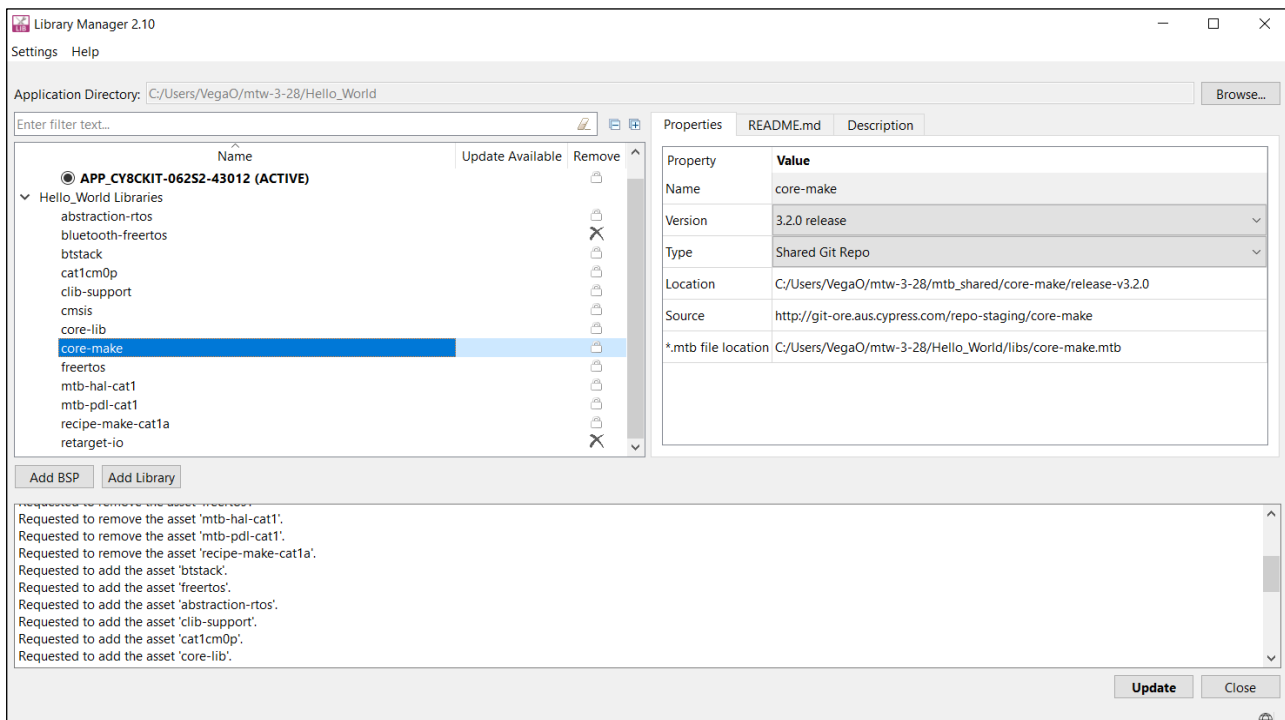 Library Manager 2.10
Settings Help
Application Directory: C:/Users/VegaO/mtw-3-28/Hello_World Browse...
Enter filter text...
Name Update Available Remove
APP_CY8CKIT-062S2-43012 (ACTIVE)
Hello_World Libraries
abstraction-rtos
bluetooth-freertos
btstack
cat1cm0p
clib-support
cmsis
core-lib
core-make
freertos
mtb-hal-cat1
mtb-pdl-cat1
recipe-make-cat1a
retarget-io
Properties README.md Description
Property Value
Name core-make
Version 3.2.0 release
Type Shared Git Repo
Location C:/Users/VegaO/mtw-3-28/mtb_shared/core-make/release-v3.2.0
Source http://git-ore.aus.cypress.com/repo-staging/core-make
*.mtb file location C:/Users/VegaO/mtw-3-28/Hello_World/libs/core-make.mtb
Add BSP Add Library
Requested to remove the asset 'freertos'.
Requested to remove the asset 'mtb-hal-cat1'.
Requested to remove the asset 'mtb-pdl-cat1'.
Requested to remove the asset 'recipe-make-cat1a'.
Requested to add the asset 'btstack'.
Requested to add the asset 'freertos'.
Requested to add the asset 'abstraction-rtos'.
Requested to add the asset 'clib-support'.
Requested to add the asset 'cat1cm0p'.
Requested to add the asset 'core-lib'.
Update Close